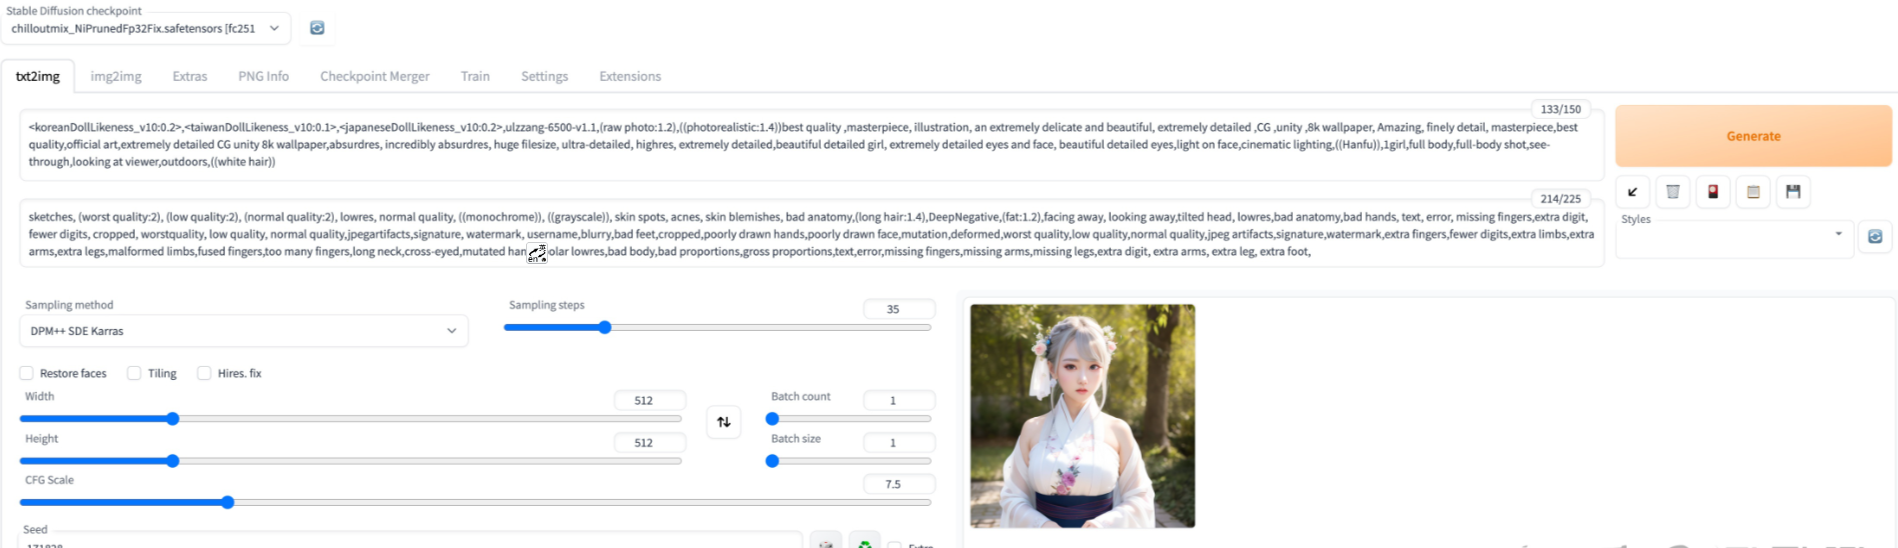 Stable Diffusion checkpoint
chilloutmix_NiPrunedFp32Fix.safetensors [fc251
txt2img img2img Extras PNG Info Checkpoint Merger Train Settings Extensions
133/150
<koreanDollLikeness_v10:0.2>,<taiwanDollLikeness_v10:0.1>,<japaneseDollLikeness_v10:0.2>,ulzzang-6500-v1.1,(raw photo:1.2),((photorealistic:1.4))best quality ,masterpiece, illustration, an extremely delicate and beautiful, extremely detailed ,CG ,unity ,8k wallpaper, Amazing, finely detail, masterpiece,best
quality,official art,extremely detailed CG unity 8k wallpaper,absurdres, incredibly absurdres, huge filesize, ultra-detailed, highres, extremely detailed,beautiful detailed girl, extremely detailed eyes and face, beautiful detailed eyes,light on face,cinematic lighting,((Hanfu)),1girl,full body,full-body shot,see-
through,looking at viewer,outdoors,((white hair))
Generate
214/225
sketches, (worst quality:2), (low quality:2), (normal quality:2), lowres, normal quality, ((monochrome)), ((grayscale)), skin spots, acnes, skin blemishes, bad anatomy,(long hair:1.4),DeepNegative,(fat:1.2),facing away, looking away,tilted head, lowres,bad anatomy,bad hands, text, error, missing fingers,extra digit,
fewer digits, cropped, worstquality, low quality, normal quality,jpegartifacts,signature, watermark, username,blurry,bad feet,cropped,poorly drawn hands,poorly drawn face,mutation,deformed,worst quality,low quality,normal quality,jpeg artifacts,signature,watermark,extra fingers,fewer digits,extra limbs,extra
arms,extra legs,malformed limbs,fused fingers,too many fingers,long neck,cross-eyed,mutated han olar lowres,bad body,bad proportions,gross proportions,text,error,missing fingers,missing arms,missing legs,extra digit, extra arms, extra leg, extra foot,
Styles
Sampling method
DPM++ SDE Karras
Sampling steps
35
Restore faces Tiling Hires. fix
Width
512
Batch count
1
Height
512
Batch size
1
CFG Scale
7.5
Seed